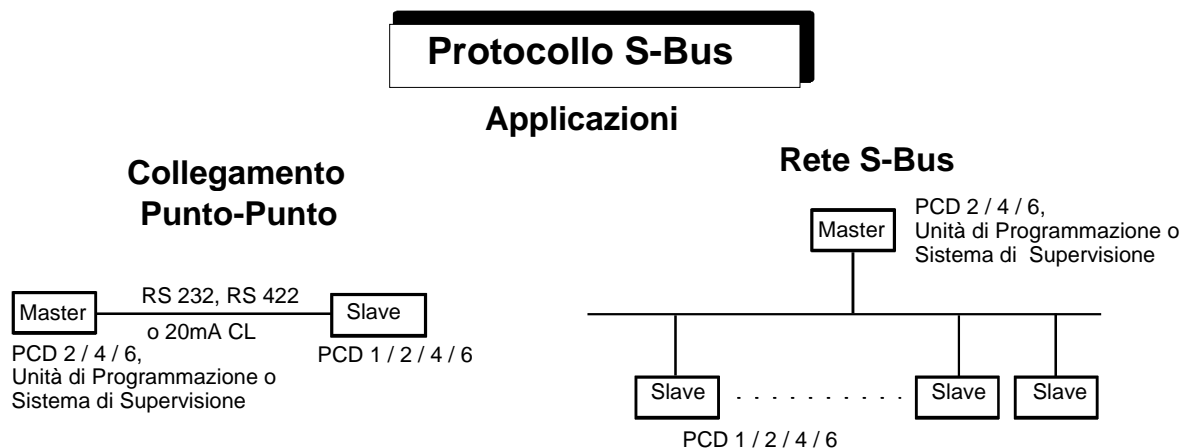 Protocollo S-Bus
Applicazioni
Collegamento
Punto-Punto
Master
RS 232, RS 422
o 20mA CL
Slave
PCD 2 / 4 / 6,
Unità di Programmazione o
Sistema di Supervisione
PCD 1 / 2 / 4 / 6
Rete S-Bus
Master
PCD 2 / 4 / 6,
Unità di Programmazione o
Sistema di Supervisione
Slave . . . . . . . . . . Slave Slave
PCD 1 / 2 / 4 / 6